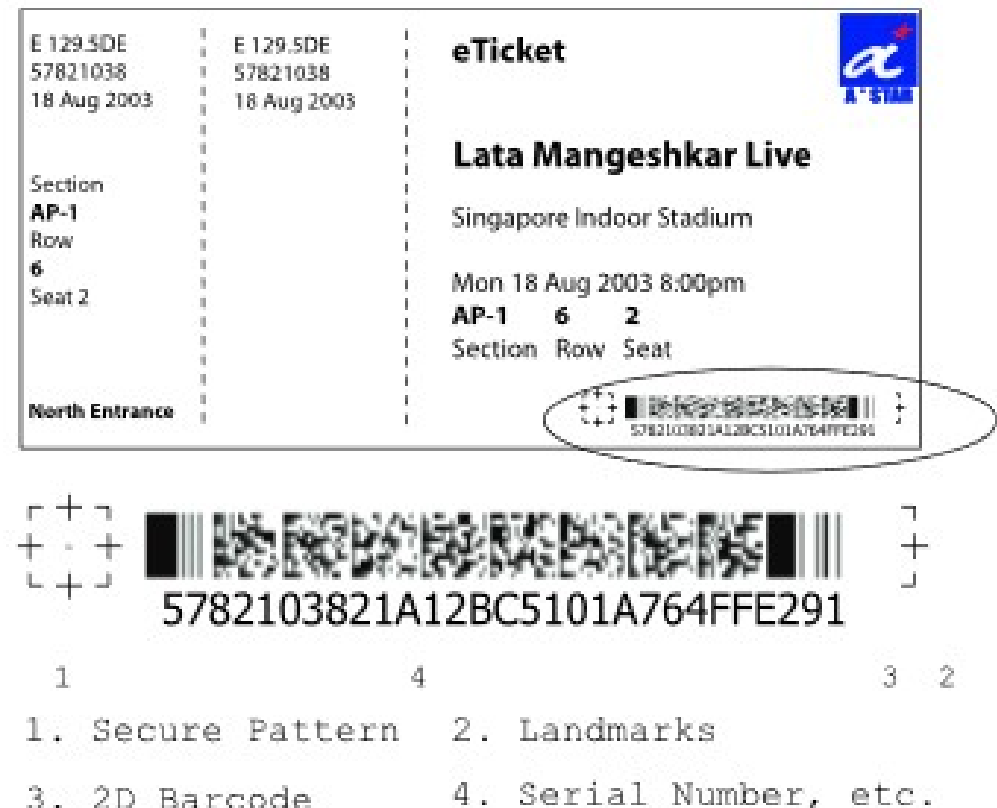 E 129.5DE
57821038
18 Aug 2003
Section
AP-1
Row
6
Seat 2
North Entrance
E 129.5DE
57821038
18 Aug 2003
eTicket
A*STAR
Lata Mangeshkar Live
Singapore Indoor Stadium
Mon 18 Aug 2003 8:00pm
AP-1 6 2
Section Row Seat
5782103821A12BC5101A764FFE291
5782103821A12BC5101A764FFE291
1 4 3 2
1. Secure Pattern 2. Landmarks
3. 2D Barcode 4. Serial Number, etc.